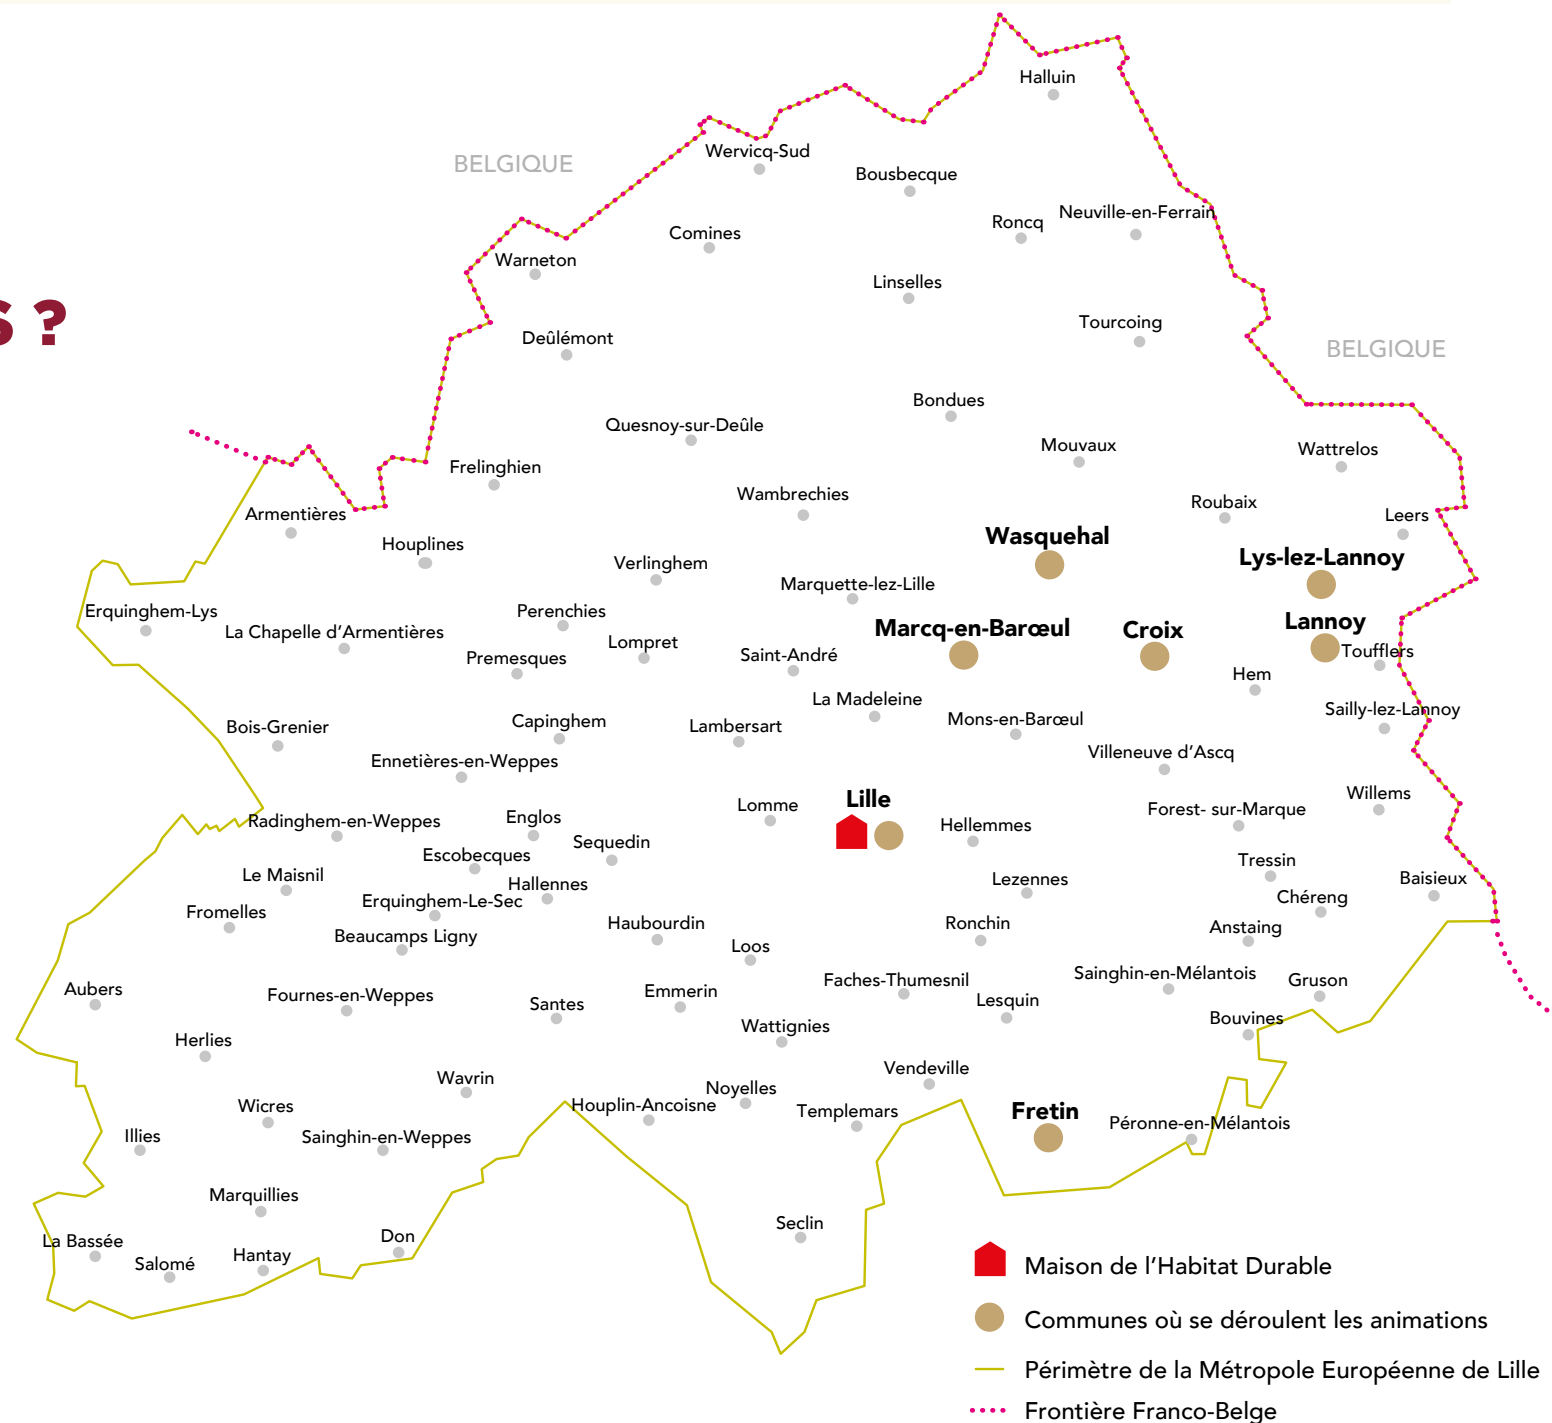 Halluin
Wervicq-Sud
BELGIQUE
Bousbecque
Neuville-en-Ferrain
Roncq
Comines
Warneton
Linselles
S ?
Tourcoing
Deûlémont
BELGIQUE
Bondues
Quesnoy-sur-Deûle
Mouvaux
Wattrelos
Frelinghien
Wambrechies
Roubaix
Armentières
Leers
Wasquehal
Houplines
Lys-lez-Lannoy
Verlinghem
Marquette-lez-Lille
Erquinghem-Lys
Perenchies
Lannoy
Marcq-en-Barœul
Croix
La Chapelle d'Armentières
Lompret
Toufflers
Saint-André
Premesques
Hem
La Madeleine
Sailly-lez-Lannoy
Mons-en-Barœul
Capinghem
Bois-Grenier
Lambersart
Villeneuve d'Ascq
Ennetières-en-Weppes
Willems
Lille
Lomme
Forest- sur-Marque
Englos
Radinghem-en-Weppes
Hellemmes
Sequedin
Escobecques
Tressin
Le Maisnil
Lezennes
Baisieux
Hallennes
Chéreng
Erquinghem-Le-Sec
Fromelles
Haubourdin
Ronchin
Anstaing
Beaucamps Ligny
Loos
Sainghin-en-Mélantois
Faches-Thumesnil
Gruson
Aubers
Emmerin
Fournes-en-Weppes
Lesquin
Santes
Bouvines
Wattignies
Herlies
Vendeville
Wavrin
Noyelles
Houplin-Ancoisne
Wicres
Templemars
Fretin
Péronne-en-Mélantois
Illies
Sainghin-en-Weppes
Marquillies
Seclin
Don
La Bassée
Hantay
Salomé
Maison de l'Habitat Durable
Communes où se déroulent les animations
Périmètre de la Métropole Européenne de Lille
Frontière Franco-Belge